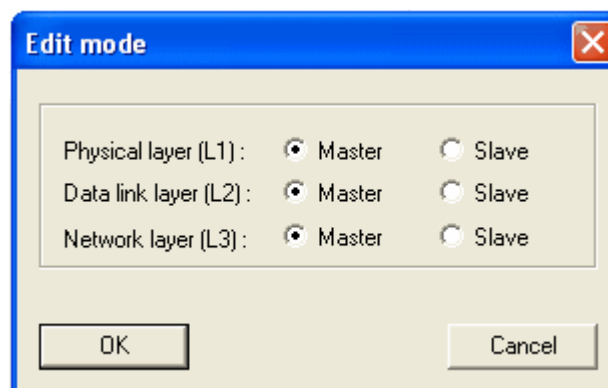 Edit mode
Physical layer (L1) : Master Slave
Data link layer (L2) : Master Slave
Network layer (L3) : Master Slave
OK Cancel